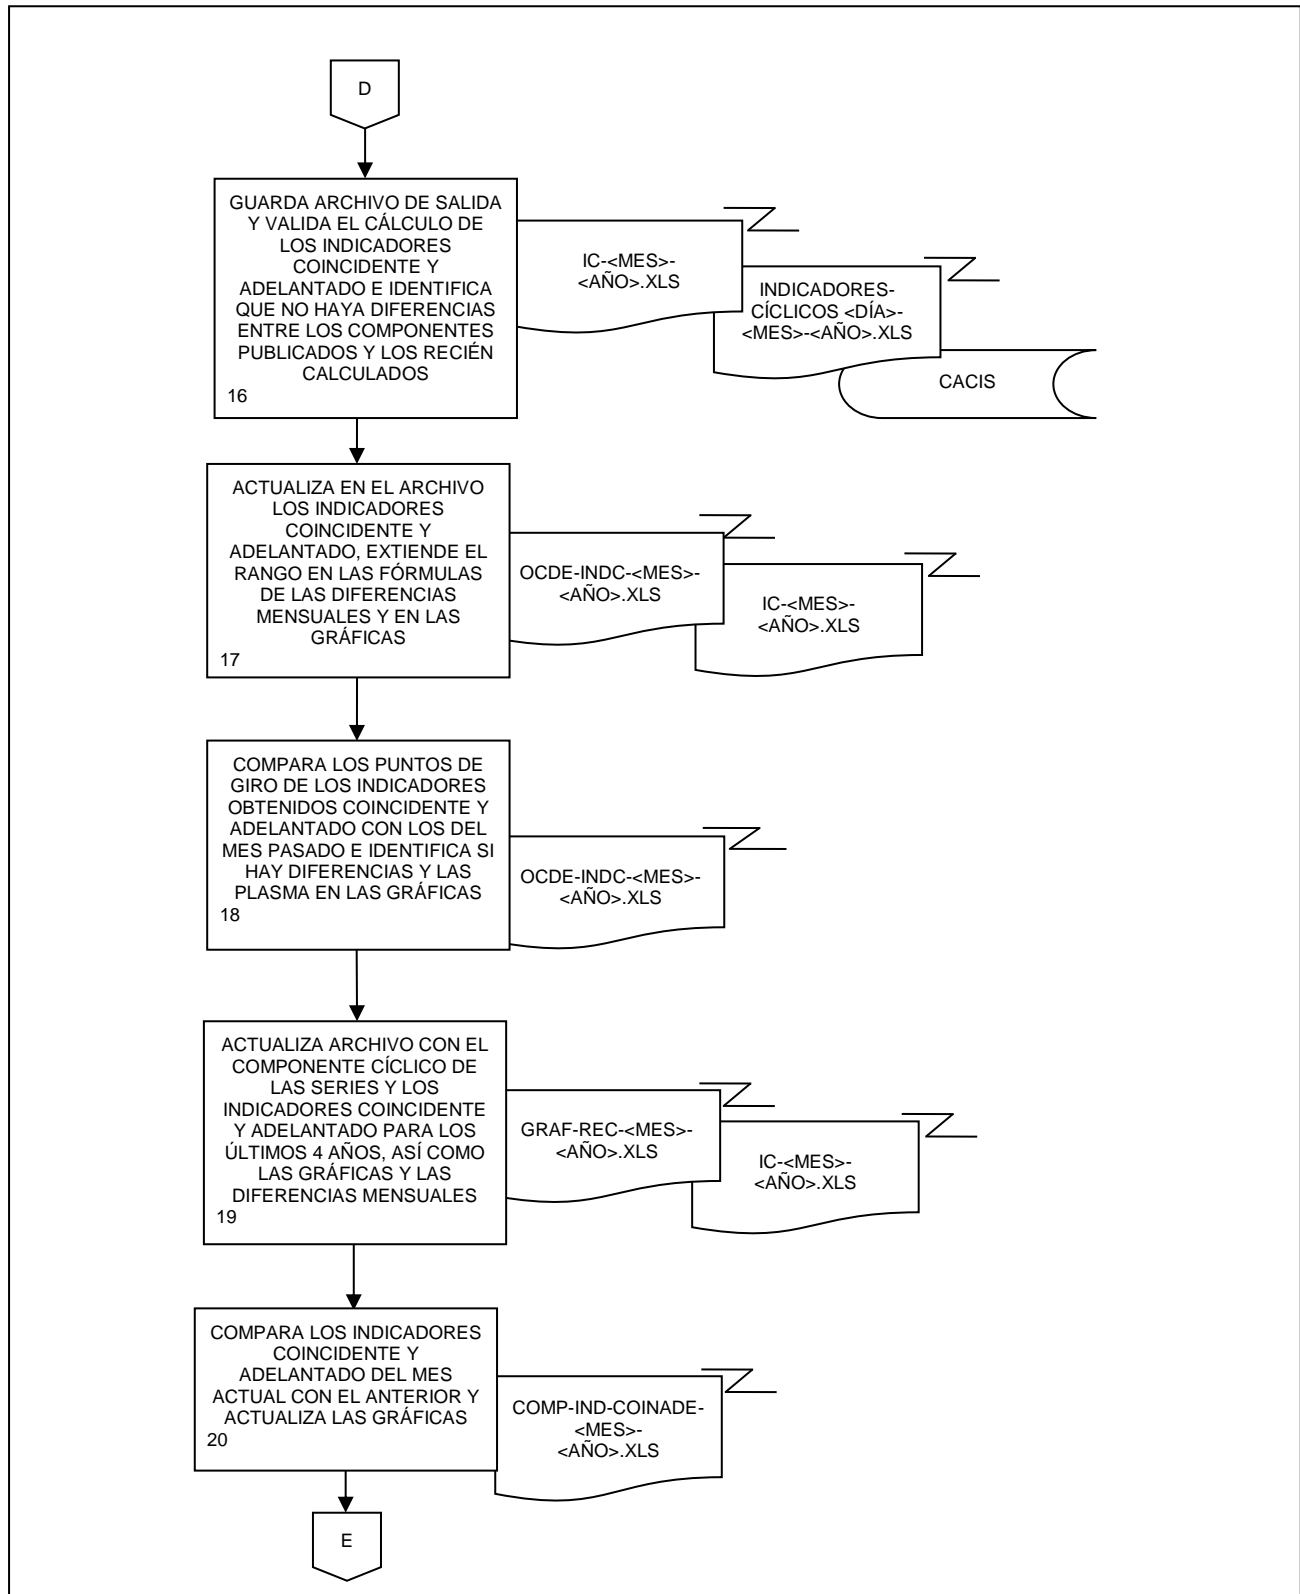 D
GUARDA ARCHIVO DE SALIDA
Y VALIDA EL CÁLCULO DE
LOS INDICADORES
COINCIDENTE Y
ADELANTADO E IDENTIFICA
QUE NO HAYA DIFERENCIAS
ENTRE LOS COMPONENTES
PUBLICADOS Y LOS RECIÉN
CALCULADOS
16
IC-<MES>-
<AÑO>.XLS
INDICADORES-
CÍCLICOS <DÍA>-
<MES>-<AÑO>.XLS
CACIS
ACTUALIZA EN EL ARCHIVO
LOS INDICADORES
COINCIDENTE Y
ADELANTADO, EXTIENDE EL
RANGO EN LAS FÓRMULAS
DE LAS DIFERENCIAS
MENSUALES Y EN LAS
GRÁFICAS
17
OCDE-INDC-<MES>-
<AÑO>.XLS
IC-<MES>-
<AÑO>.XLS
COMPARA LOS PUNTOS DE
GIRO DE LOS INDICADORES
OBTENIDOS COINCIDENTE Y
ADELANTADO CON LOS DEL
MES PASADO E IDENTIFICA SI
HAY DIFERENCIAS Y LAS
PLASMA EN LAS GRÁFICAS
18
OCDE-INDC-<MES>-
<AÑO>.XLS
ACTUALIZA ARCHIVO CON EL
COMPONENTE CÍCLICO DE
LAS SERIES Y LOS
INDICADORES COINCIDENTE
Y ADELANTADO PARA LOS
ÚLTIMOS 4 AÑOS, ASÍ COMO
LAS GRÁFICAS Y LAS
DIFERENCIAS MENSUALES
19
GRAF-REC-<MES>-
<AÑO>.XLS
IC-<MES>-
<AÑO>.XLS
COMPARA LOS INDICADORES
COINCIDENTE Y
ADELANTADO DEL MES
ACTUAL CON EL ANTERIOR Y
ACTUALIZA LAS GRÁFICAS
20
COMP-IND-COINADE-
<MES>-
<AÑO>.XLS
E